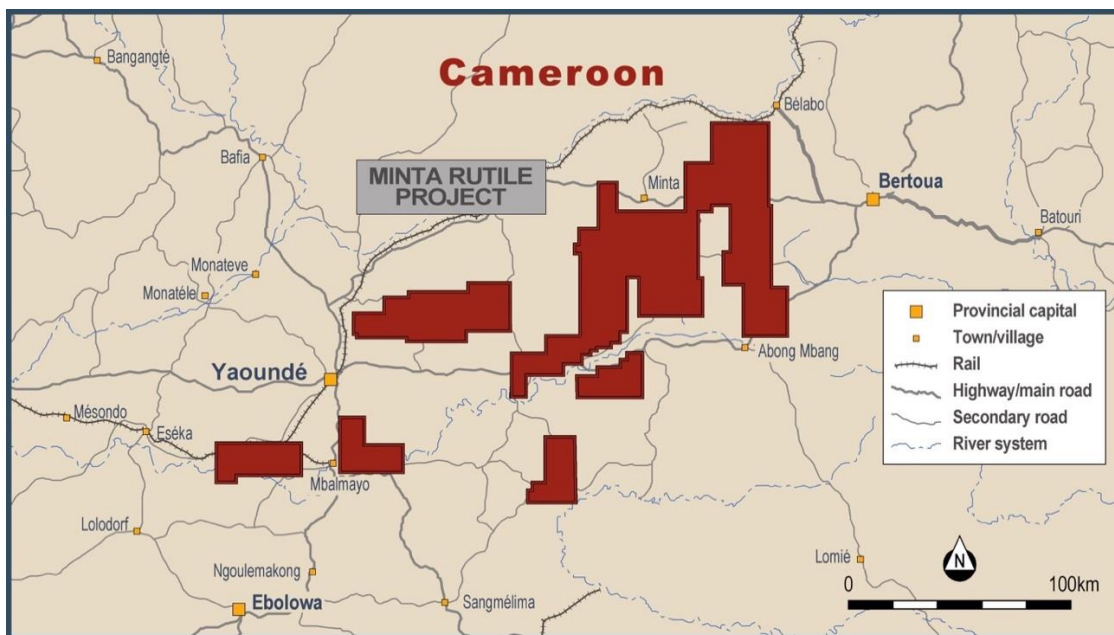 Cameroon
Bangangté
Bafia
Bélabo
MINTA RUTILE
PROJECT
Minta
Bertoua
Batouri
Monateve
Monatéle
Yaoundé
Abong Mbang
Mésondo
Eséka
Mbalmayo
Lolodorf
Ngoulemakong
Ebolowa
Sangmélima
Lomié
Provincial capital
Town/village
Rail
Highway/main road
Secondary road
River system
N
0 100km